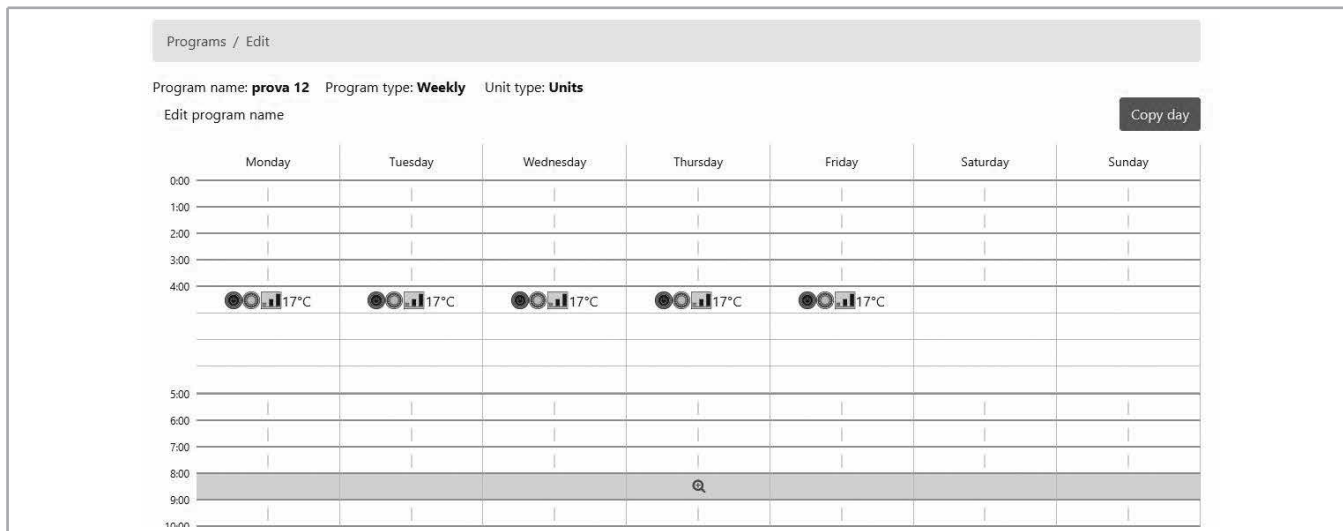 Programs / Edit
Program name: prova 12 Program type: Weekly Unit type: Units
Edit program name
Copy day
Monday Tuesday Wednesday Thursday Friday Saturday Sunday
0:00
1:00
2:00
3:00
4:00
17°C 17°C 17°C 17°C 17°C
5:00
6:00
7:00
8:00
9:00
10:00